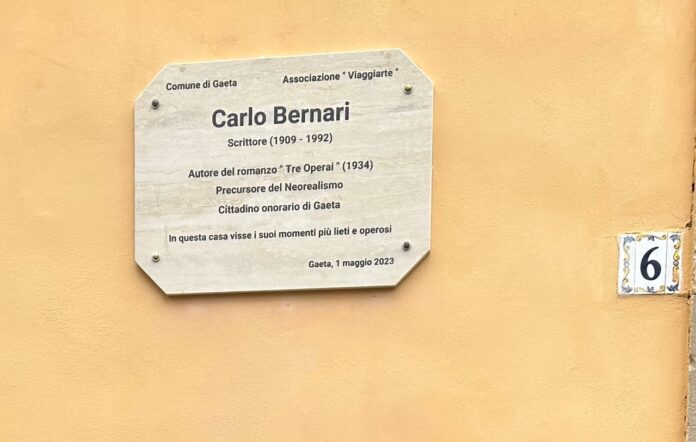 Comune di Gaeta Associazione " Viaggiarte "
Carlo Bernari
Scrittore (1909 - 1992)
Autore del romanzo " Tre Operai " (1934)
Precursore del Neorealismo
Cittadino onorario di Gaeta
In questa casa visse i suoi momenti più lieti e operosi
Gaeta, 1 maggio 2023
6